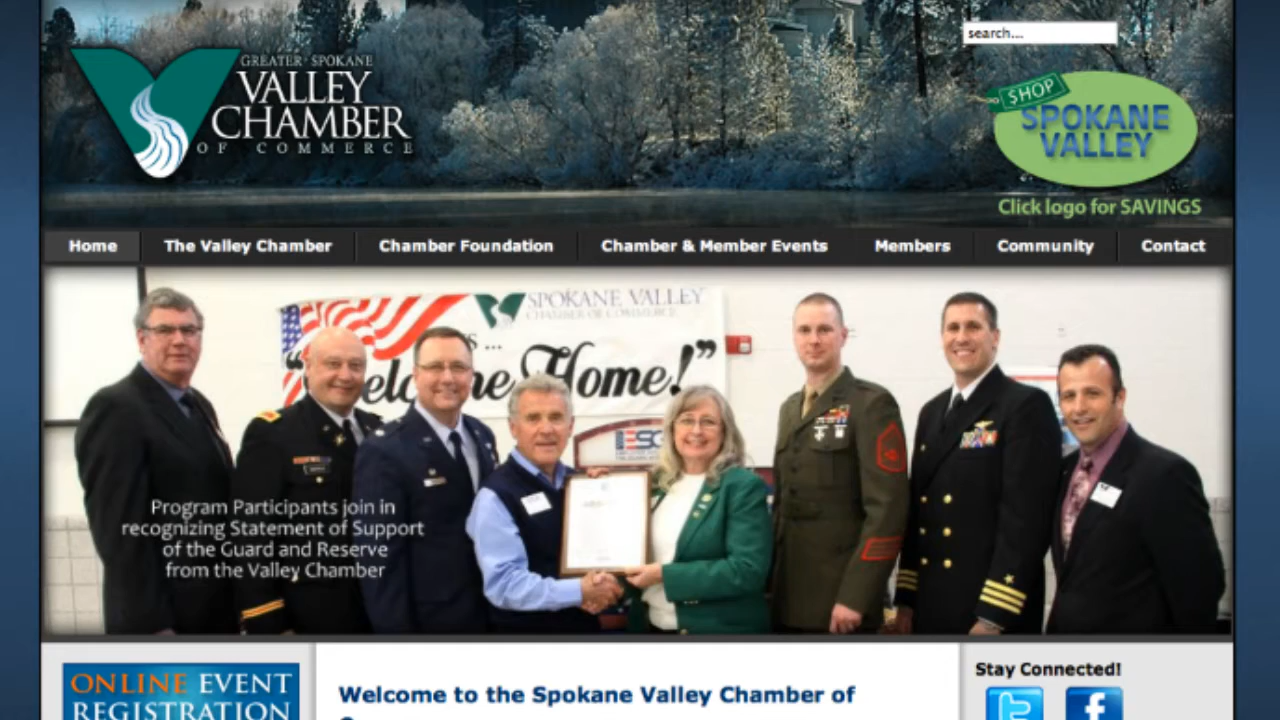 search...
GREATER SPOKANE
VALLEY
CHAMBER
OF COMMERCE
$HOP
SPOKANE
VALLEY
Click logo for SAVINGS
Home
The Valley Chamber
Chamber Foundation
Chamber & Member Events
Members
Community
Contact
SPOKANE VALLEY
CHAMBER OF COMMERCE
Home!”
Program Participants join in
recognizing Statement of Support
of the Guard and Reserve
from the Valley Chamber
ONLINE EVENT
REGISTRATION
Welcome to the Spokane Valley Chamber of
Stay Connected!